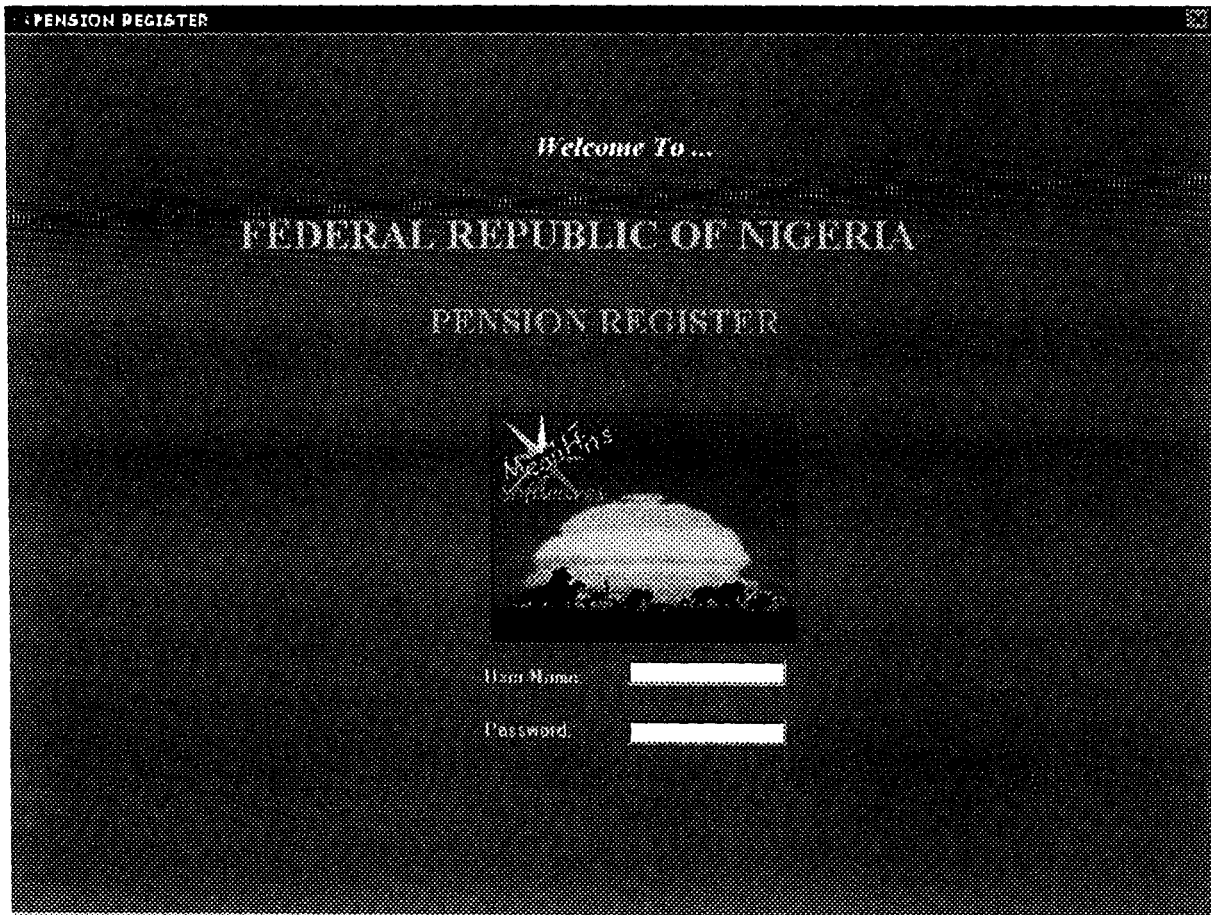 PENSION REGISTER
Welcome To ...
FEDERAL REPUBLIC OF NIGERIA
PENSION REGISTER
User Name:
Password: